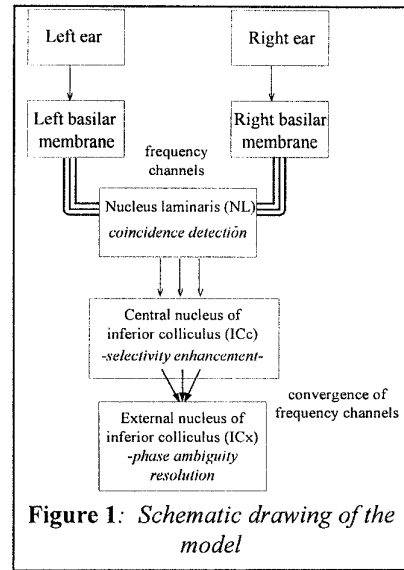 Left ear
Right ear
Left basilar
membrane
Right basilar
membrane
frequency
channels
Nucleus laminaris (NL)
coincidence detection
Central nucleus of
inferior colliculus (ICc)
-selectivity enhancement-
convergence of
frequency channels
External nucleus of
inferior colliculus (ICx)
-phase ambiguity
resolution
Figure 1: Schematic drawing of the
model